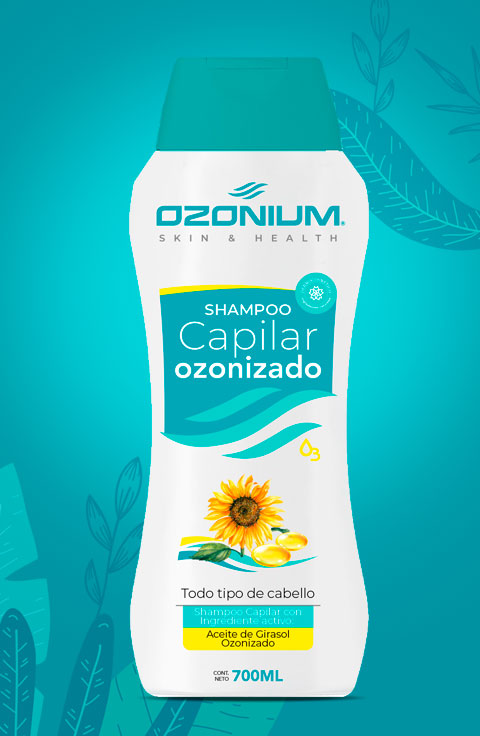 OZONIUM®
SKIN & HEALTH
SHAMPOO
Capilar
ozonizado
O3
Todo tipo de cabello
Shampoo Capilar con
Ingrediente activo:
Aceite de Girasol
Ozonizado
CONT.
NETO
700ML